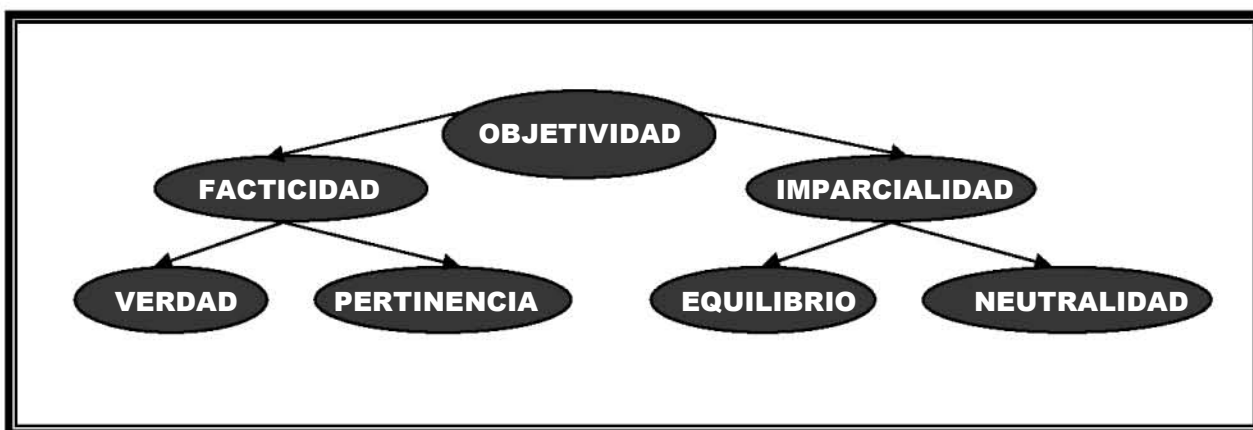 OBJETIVIDAD
FACTICIDAD
IMPARCIALIDAD
VERDAD
PERTINENCIA
EQUILIBRIO
NEUTRALIDAD